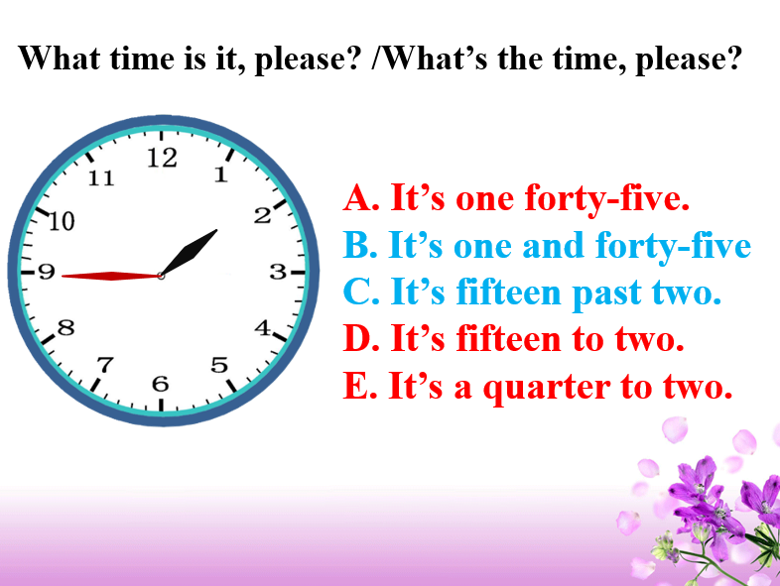 What time is it, please? /What’s the time, please?
12
11
1
10
2
9
3
8
4
7
5
6
A. It’s one forty-five.
B. It’s one and forty-five
C. It’s fifteen past two.
D. It’s fifteen to two.
E. It’s a quarter to two.